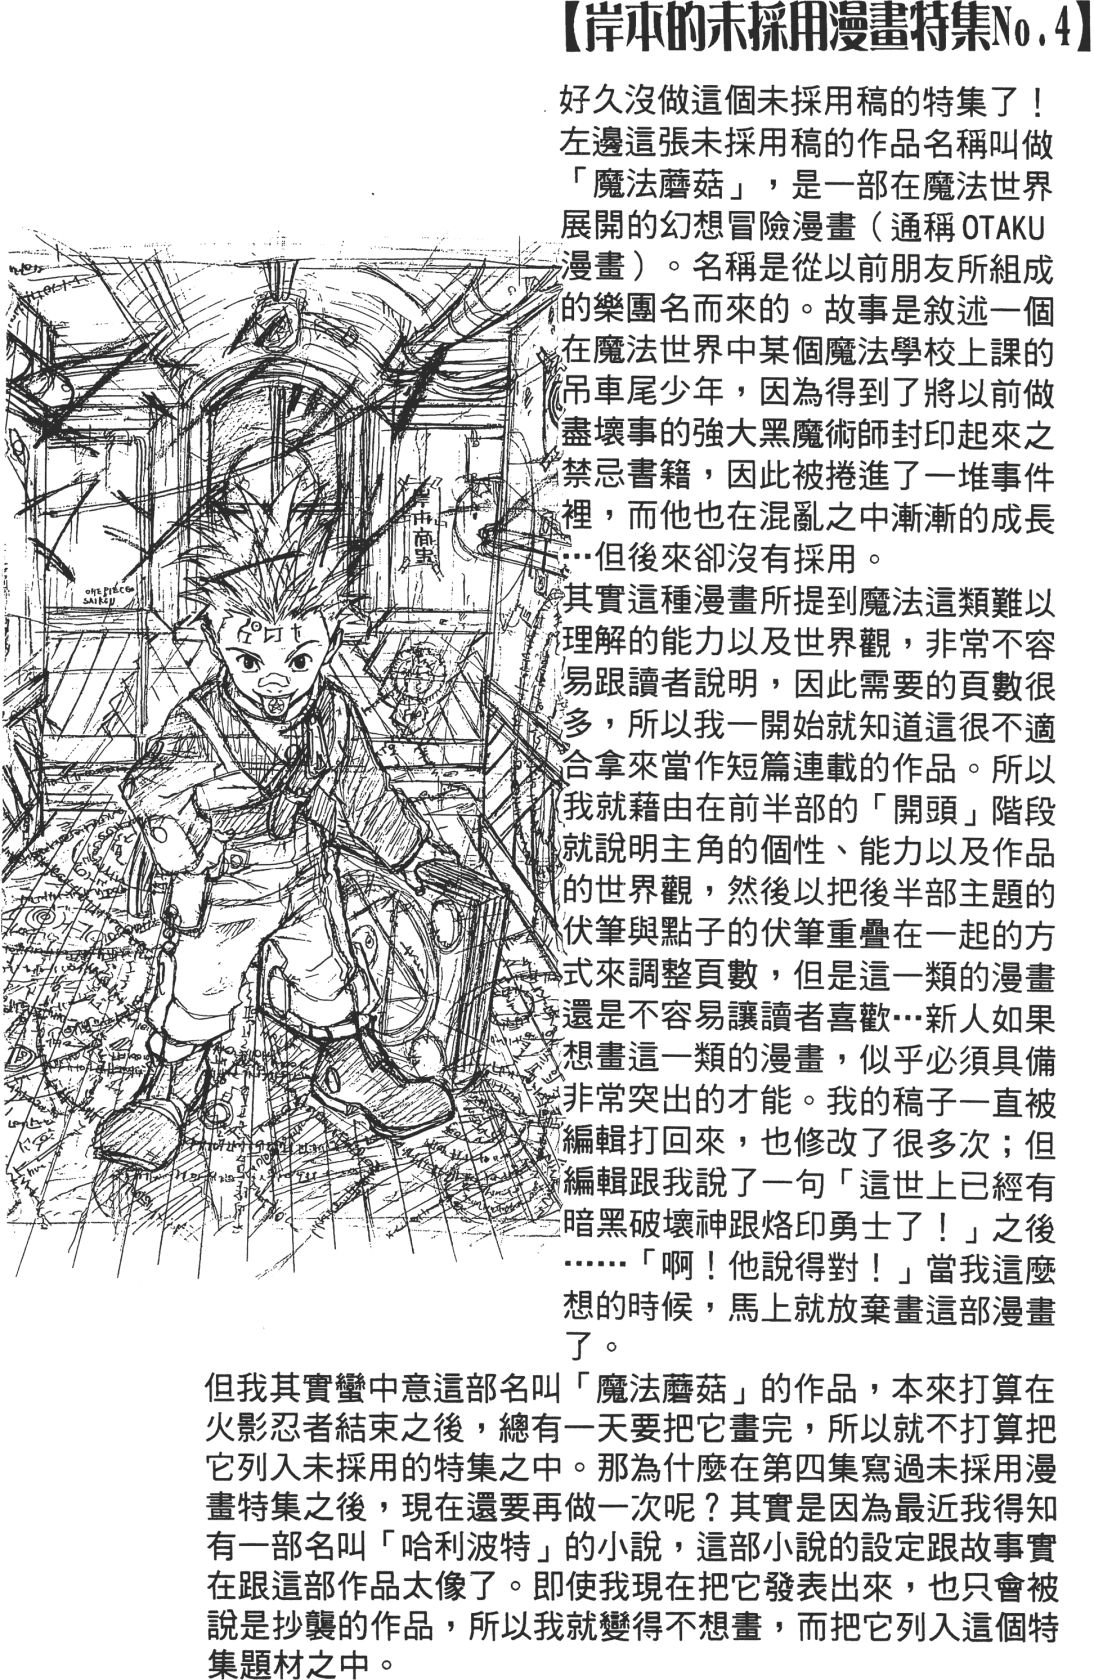 【岸本的未採用漫畫特集No.4】
好久沒做這個未採用稿的特集了！
左邊這張未採用稿的作品名稱叫做
「魔法蘑菇」，是一部在魔法世界
展開的幻想冒險漫畫（通稱OTAKU
漫畫）。名稱是從以前朋友所組成
的樂團名而來的。故事是敘述一個
在魔法世界中某個魔法學校上課的
吊車尾少年，因為得到了將以前做
盡壞事的強大黑魔術師封印起來之
禁忌書籍，因此被捲進了一堆事件
裡，而他也在混亂之中漸漸的成長
…但後來卻沒有採用。
其實這種漫畫所提到魔法這類難以
理解的能力以及世界觀，非常不容
易跟讀者說明，因此需要的頁數很
多，所以我一開始就知道這很不適
合拿來當作短篇連載的作品。所以
我就藉由在前半部的「開頭」階段
就說明主角的個性、能力以及作品
的世界觀，然後以把後半部主題的
伏筆與點子的伏筆重疊在一起的方
式來調整頁數，但是這一類的漫畫
還是不容易讓讀者喜歡…新人如果
想畫這一類的漫畫，似乎必須具備
非常突出的才能。我的稿子一直被
編輯打回來，也修改了很多次；但
編輯跟我說了一句「這世上已經有
暗黑破壞神跟烙印勇士了！」之後
……「啊！他說得對！」當我這麼
想的時候，馬上就放棄畫這部漫畫
了。
但我其實蠻中意這部名叫「魔法蘑菇」的作品，本來打算在
火影忍者結束之後，總有一天要把它畫完，所以就不打算把
它列入未採用的特集之中。那為什麼在第四集寫過未採用漫
畫特集之後，現在還要再做一次呢？其實是因為最近我得知
有一部名叫「哈利波特」的小說，這部小說的設定跟故事實
在跟這部作品太像了。即使我現在把它發表出來，也只會被
說是抄襲的作品，所以我就變得不想畫，而把它列入這個特
集題材之中。
ONE PIECE